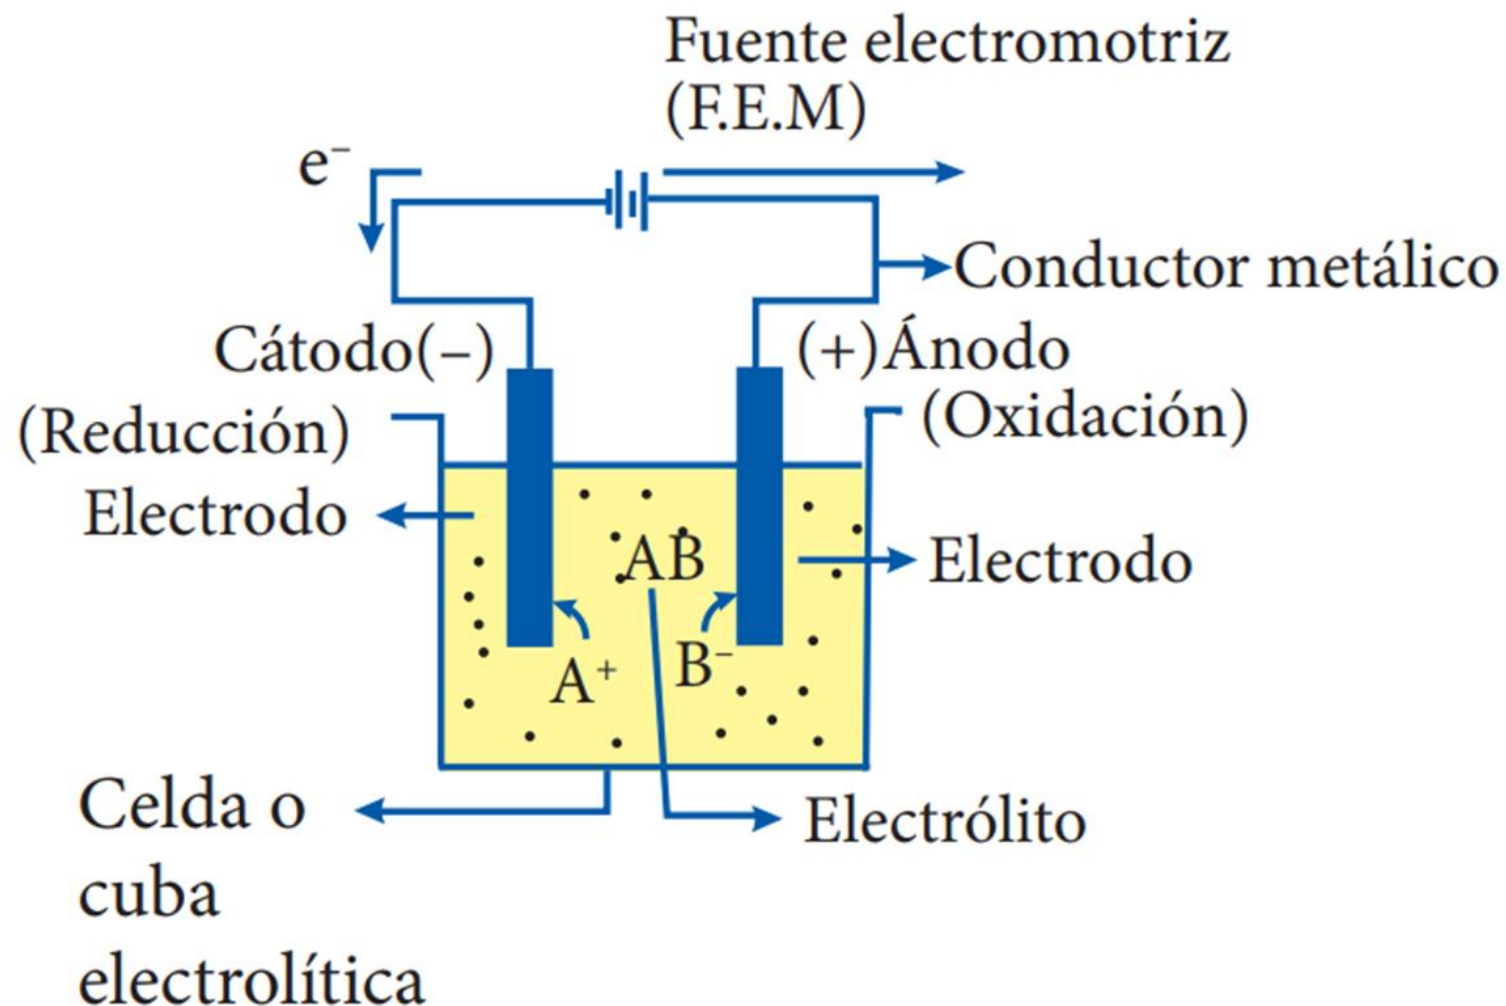 Fuente electromotriz
(F.E.M)
e⁻
Conductor metálico
Cátodo(–)
(+)Ánodo
(Reducción)
(Oxidación)
Electrodo
Electrodo
AB
A⁺
B⁻
Celda o
cuba
electrolítica
Electrólito